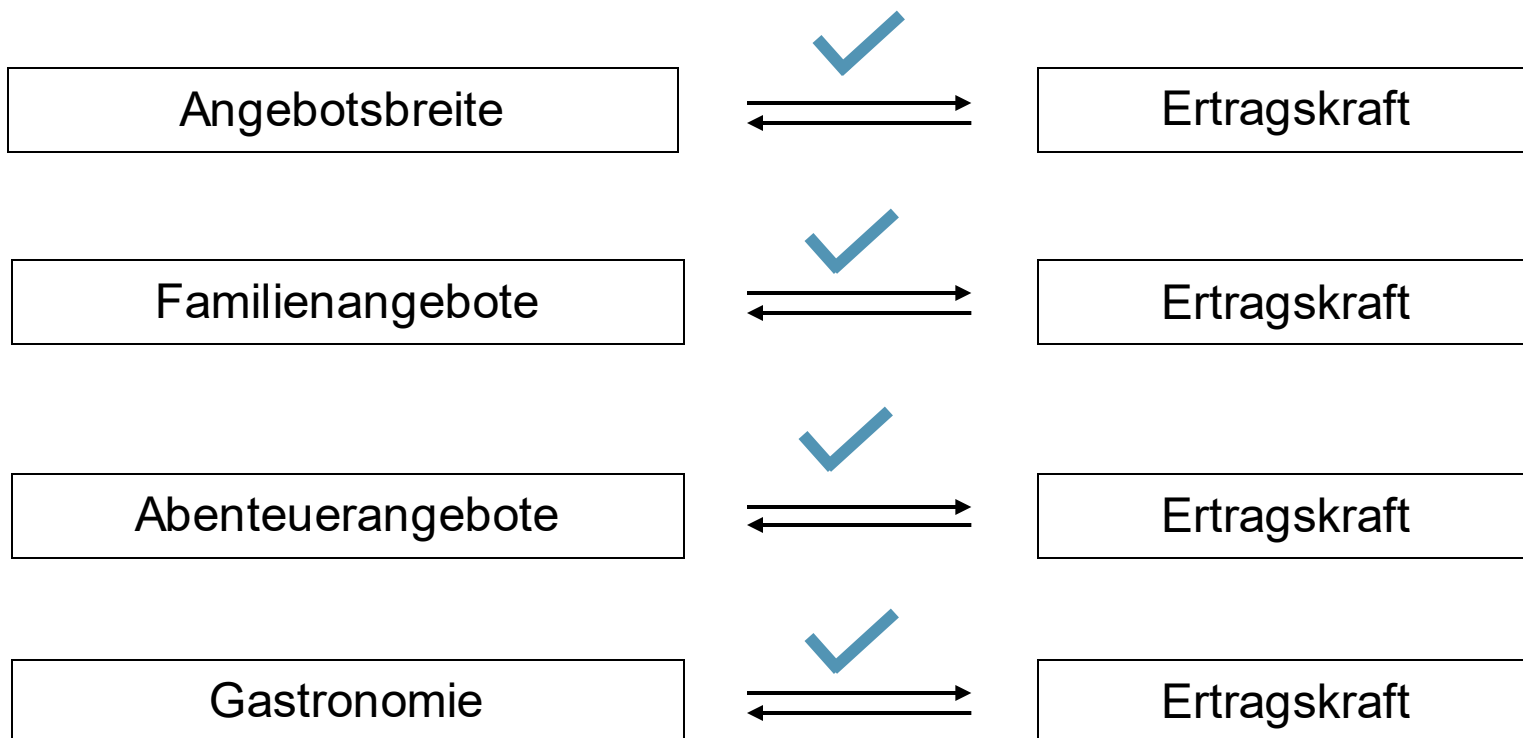 Angebotsbreite Ertragskraft
Familienangebote Ertragskraft
Abenteuerangebote Ertragskraft
Gastronomie Ertragskraft